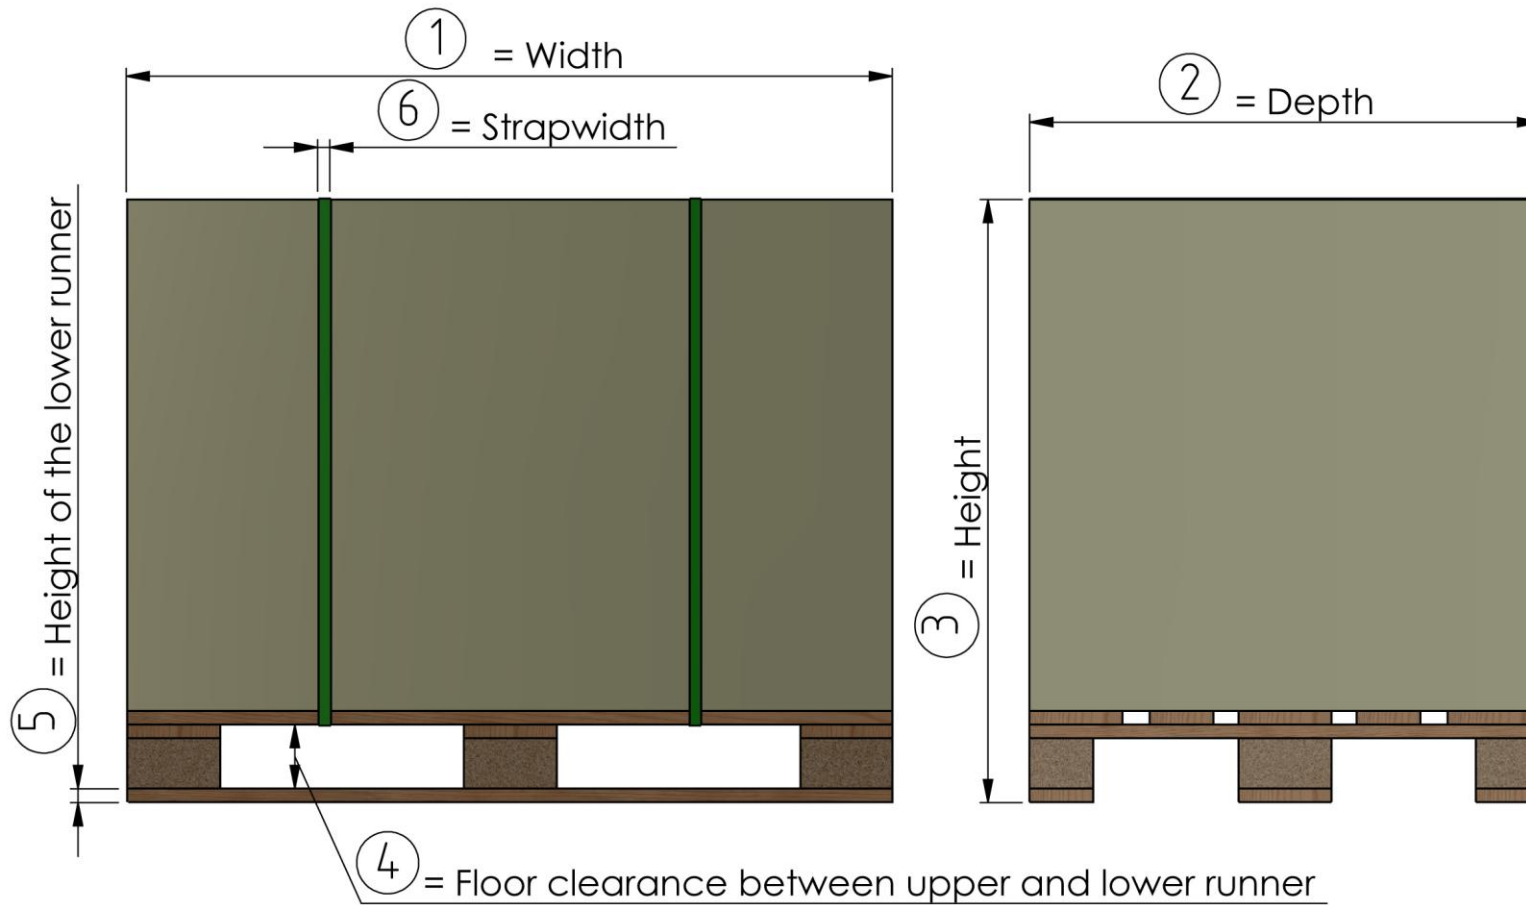 1 = Width
6 = Strapwidth
2 = Depth
5 = Height of the lower runner
3 = Height
4 = Floor clearance between upper and lower runner